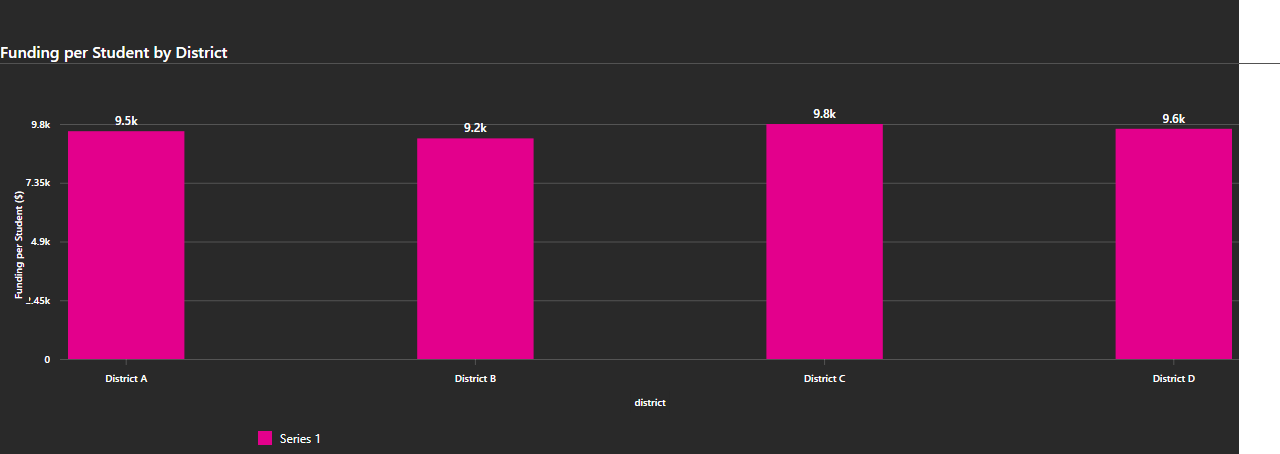 Funding per Student by District
9.5k
9.2k
9.8k
9.6k
9.8k
7.35k
4.9k
.45k
0
Funding per Student ($)
District A
District B
District C
District D
district
Series 1